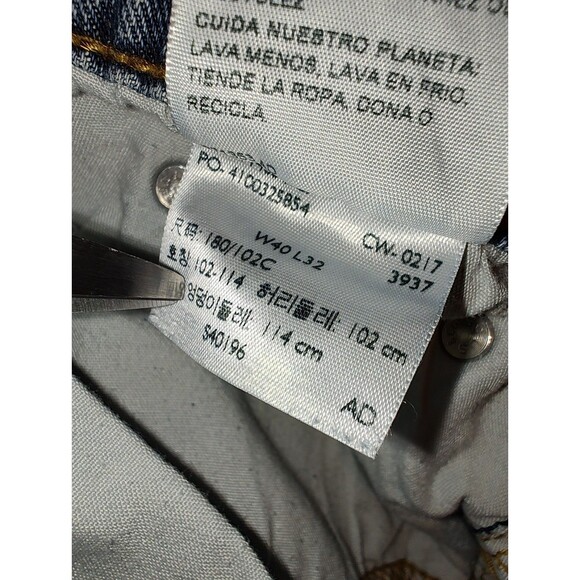 CUIDA NUESTRO PLANETA:
LAVA MENOS, LAVA EN FRIO,
TIENDE LA ROPA, DONA O
RECICLA
PO- 4100325854
W40 L32 CW- 0217
尺码: 180/102C 3937
호칭: 102-114 허리둘레: 102 cm
엉덩이둘레: 114 cm
S40196
AD